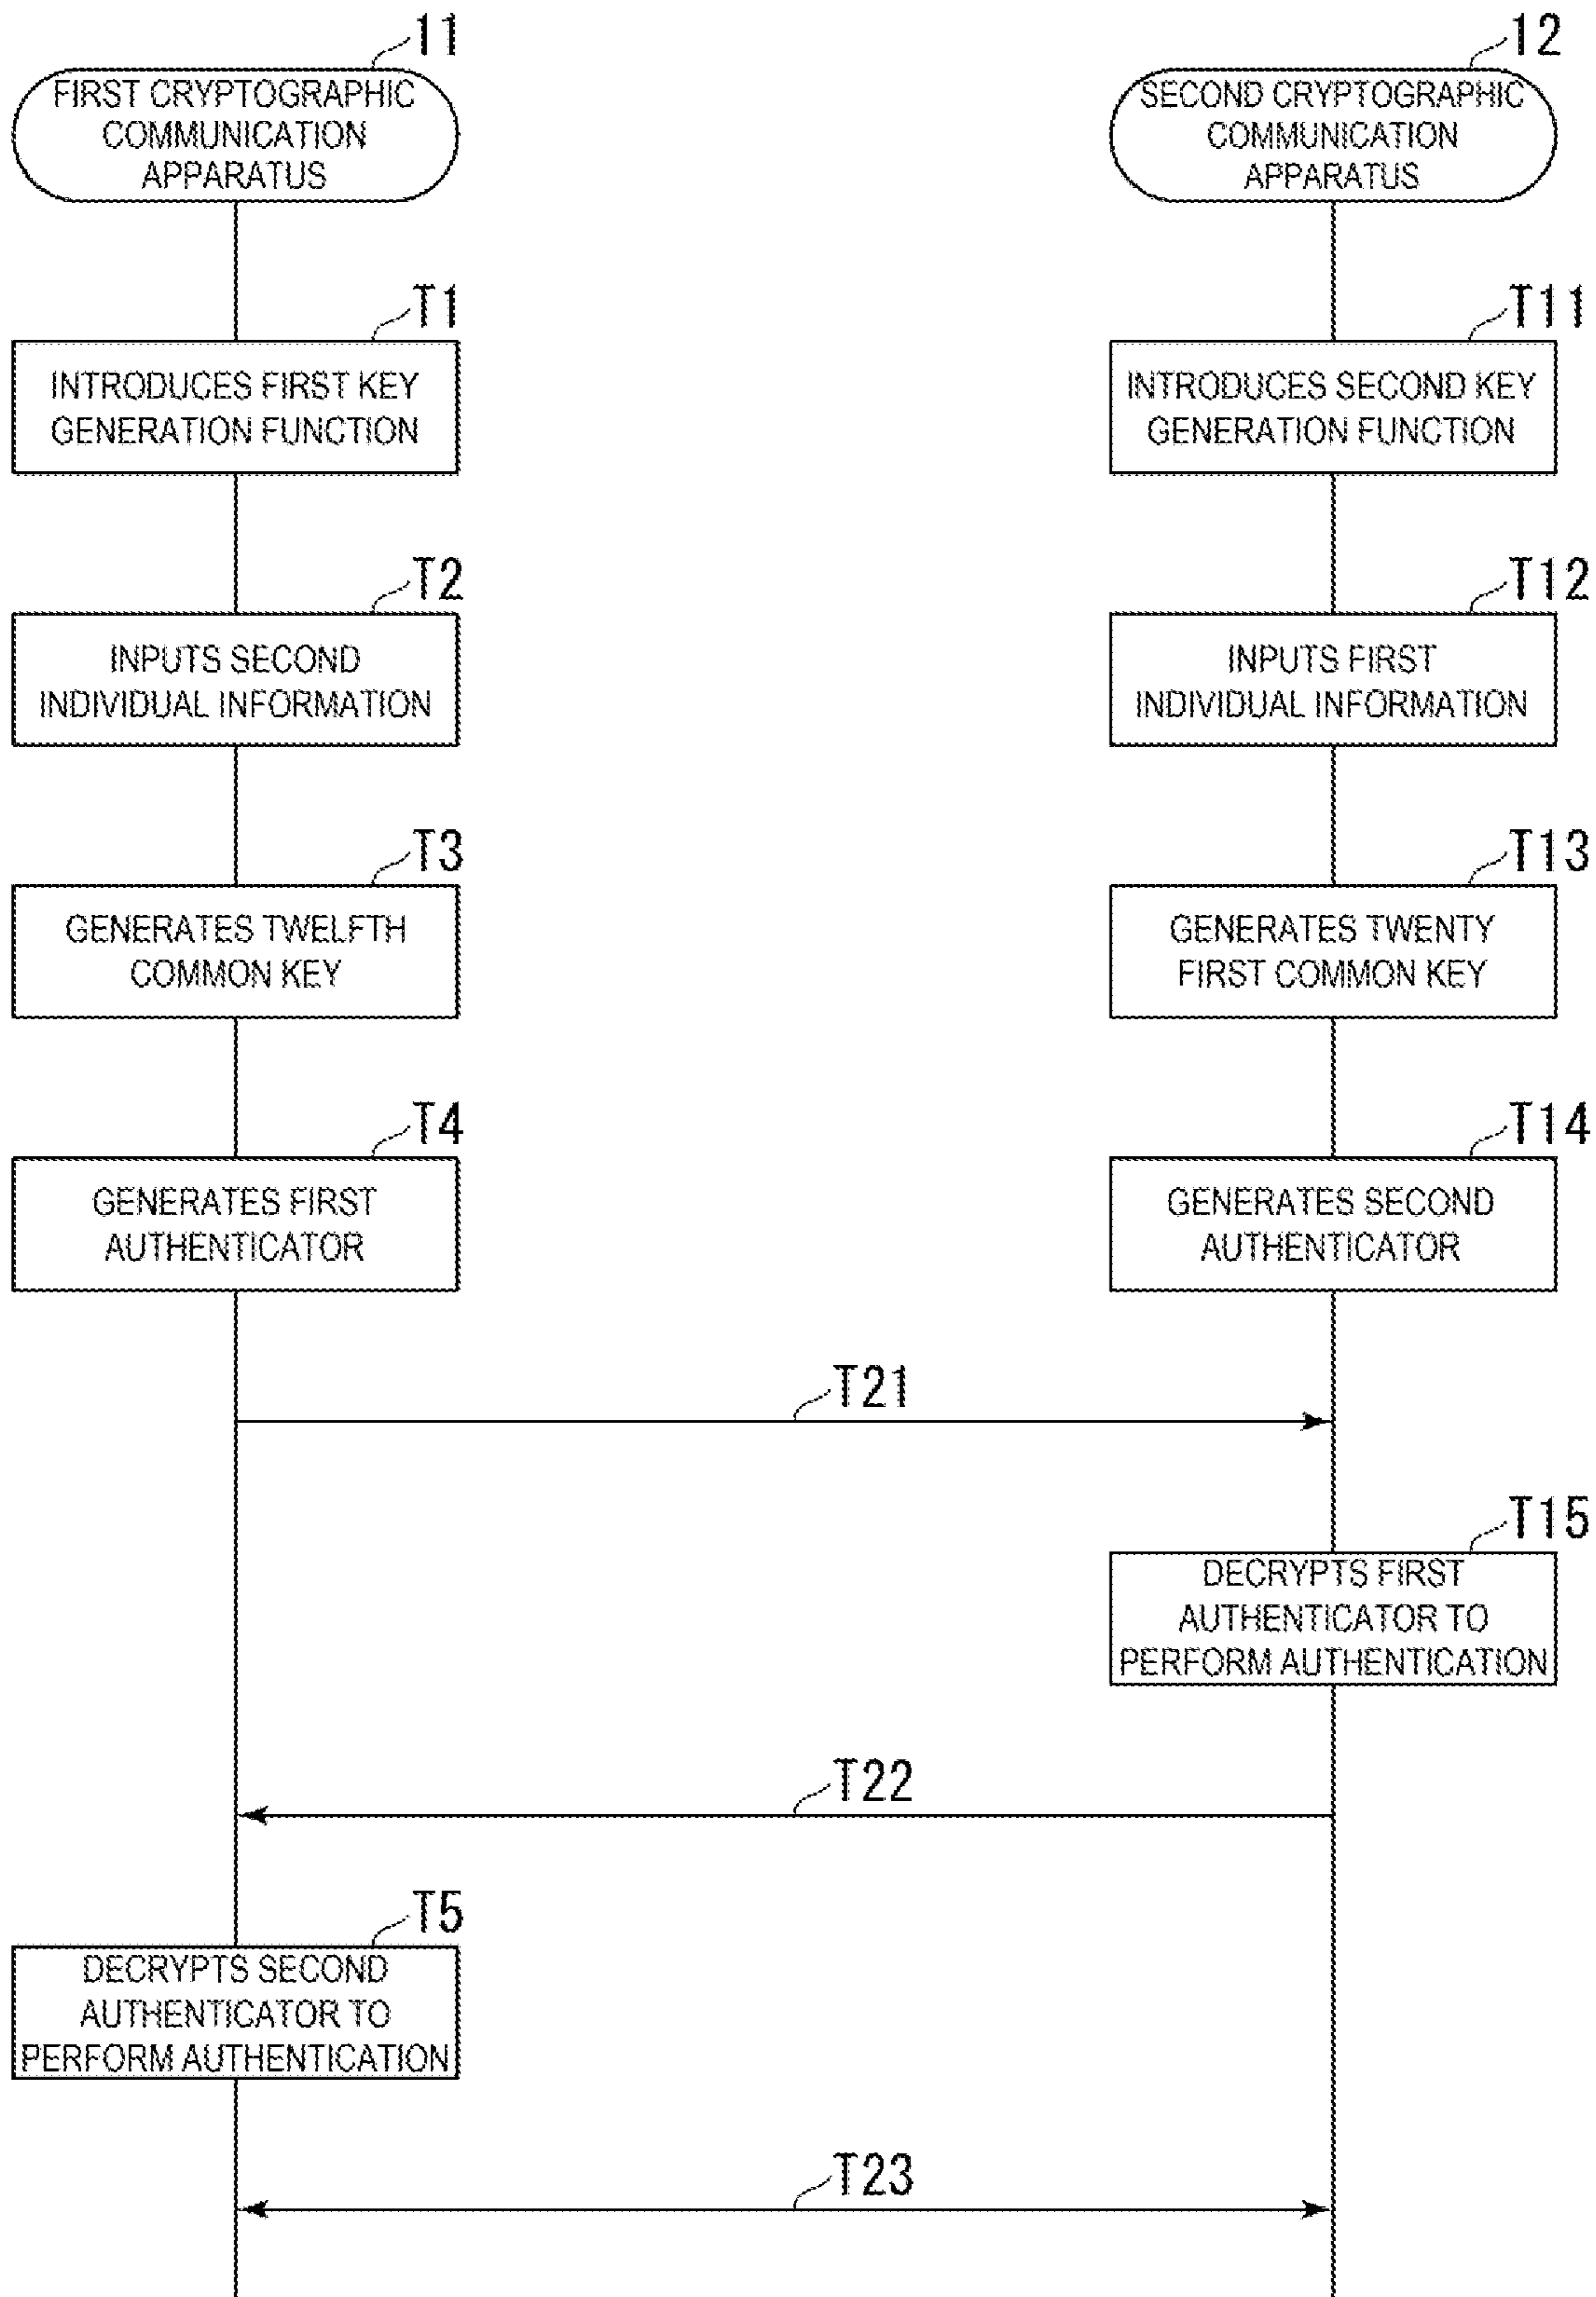 11
FIRST CRYPTOGRAPHIC
COMMUNICATION
APPARATUS
12
SECOND CRYPTOGRAPHIC
COMMUNICATION
APPARATUS
T1
INTRODUCES FIRST KEY
GENERATION FUNCTION
T11
INTRODUCES SECOND KEY
GENERATION FUNCTION
T2
INPUTS SECOND
INDIVIDUAL INFORMATION
T12
INPUTS FIRST
INDIVIDUAL INFORMATION
T3
GENERATES TWELFTH
COMMON KEY
T13
GENERATES TWENTY
FIRST COMMON KEY
T4
GENERATES FIRST
AUTHENTICATOR
T14
GENERATES SECOND
AUTHENTICATOR
T21
T15
DECRYPTS FIRST
AUTHENTICATOR TO
PERFORM AUTHENTICATION
T22
T5
DECRYPTS SECOND
AUTHENTICATOR TO
PERFORM AUTHENTICATION
T23